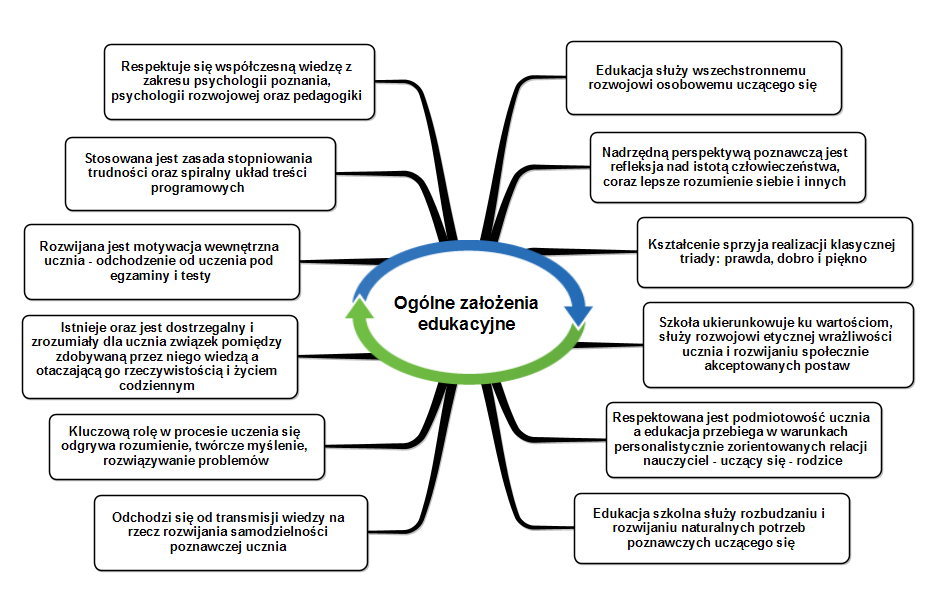 Respektuje się współczesną wiedzę z
zakresu psychologii poznania,
psychologii rozwojowej oraz pedagogiki
Stosowana jest zasada stopniowania
trudności oraz spiralny układ treści
programowych
Rozwijana jest motywacja wewnętrzna
ucznia - odchodzenie od uczenia pod
egzaminy i testy
Istnieje oraz jest dostrzegalny i
zrozumiały dla ucznia związek pomiędzy
zdobywaną przez niego wiedzą a
otaczającą go rzeczywistością i życiem
codziennym
Kluczową rolę w procesie uczenia się
odgrywa rozumienie, twórcze myślenie,
rozwiązywanie problemów
Odchodzi się od transmisji wiedzy na
rzecz rozwijania samodzielności
poznawczej ucznia
Ogólne założenia
edukacyjne
Edukacja służy wszechstronnemu
rozwojowi osobowemu uczącego się
Nadrzędną perspektywą poznawczą jest
refleksja nad istotą człowieczeństwa,
coraz lepsze rozumienie siebie i innych
Kształcenie sprzyja realizacji klasycznej
triady: prawda, dobro i piękno
Szkoła ukierunkowuje ku wartościom,
służy rozwojowi etycznej wrażliwości
ucznia i rozwijaniu społecznie
akceptowanych postaw
Respektowana jest podmiotowość ucznia
a edukacja przebiega w warunkach
personalistycznie zorientowanych relacji
nauczyciel - uczący się - rodzice
Edukacja szkolna służy rozbudzaniu i
rozwijaniu naturalnych potrzeb
poznawczych uczącego się